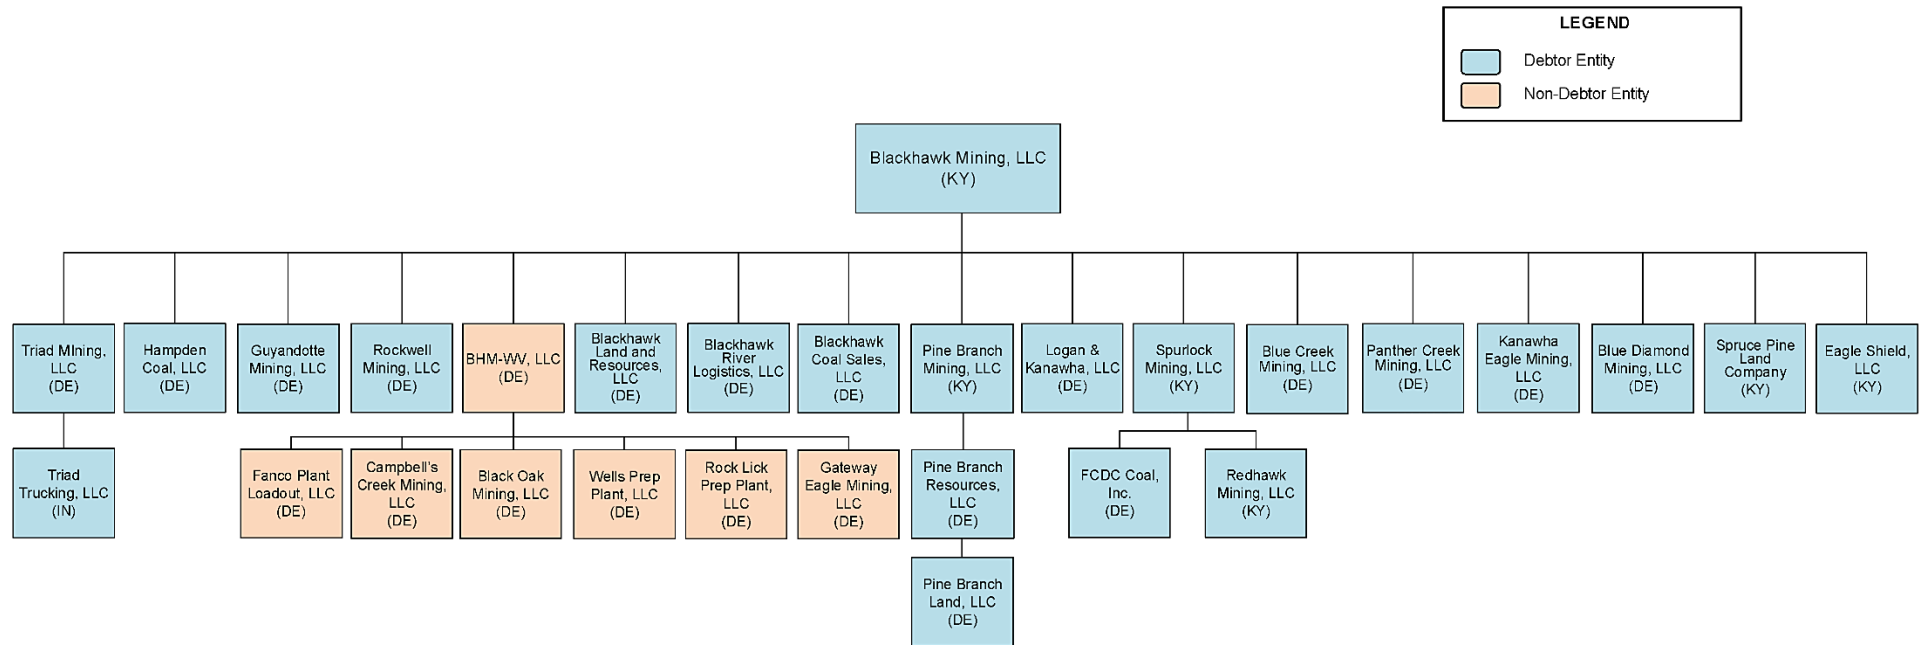 LEGEND
Debtor Entity
Non-Debtor Entity
Blackhawk Mining, LLC
(KY)
Triad MIning,
LLC
(DE)
Hampden
Coal, LLC
(DE)
Guyandotte
Mining, LLC
(DE)
Rockwell
Mining, LLC
(DE)
BHM-WV, LLC
(DE)
Blackhawk
Land and
Resources,
LLC
(DE)
Blackhawk
River
Logistics, LLC
(DE)
Blackhawk
Coal Sales,
LLC
(DE)
Pine Branch
Mining, LLC
(KY)
Logan &
Kanawha, LLC
(DE)
Spurlock
Mining, LLC
(KY)
Blue Creek
Mining, LLC
(DE)
Panther Creek
Mining, LLC
(DE)
Kanawha
Eagle Mining,
LLC
(DE)
Blue Diamond
Mining, LLC
(DE)
Spruce Pine
Land
Company
(KY)
Eagle Shield,
LLC
(KY)
Triad
Trucking, LLC
(IN)
Fanco Plant
Loadout, LLC
(DE)
Campbell's
Creek Mining,
LLC
(DE)
Black Oak
Mining, LLC
(DE)
Wells Prep
Plant, LLC
(DE)
Rock Lick
Prep Plant,
LLC
(DE)
Gateway
Eagle Mining,
LLC
(DE)
Pine Branch
Resources,
LLC
(DE)
FCDC Coal,
Inc.
(DE)
Redhawk
Mining, LLC
(KY)
Pine Branch
Land, LLC
(DE)